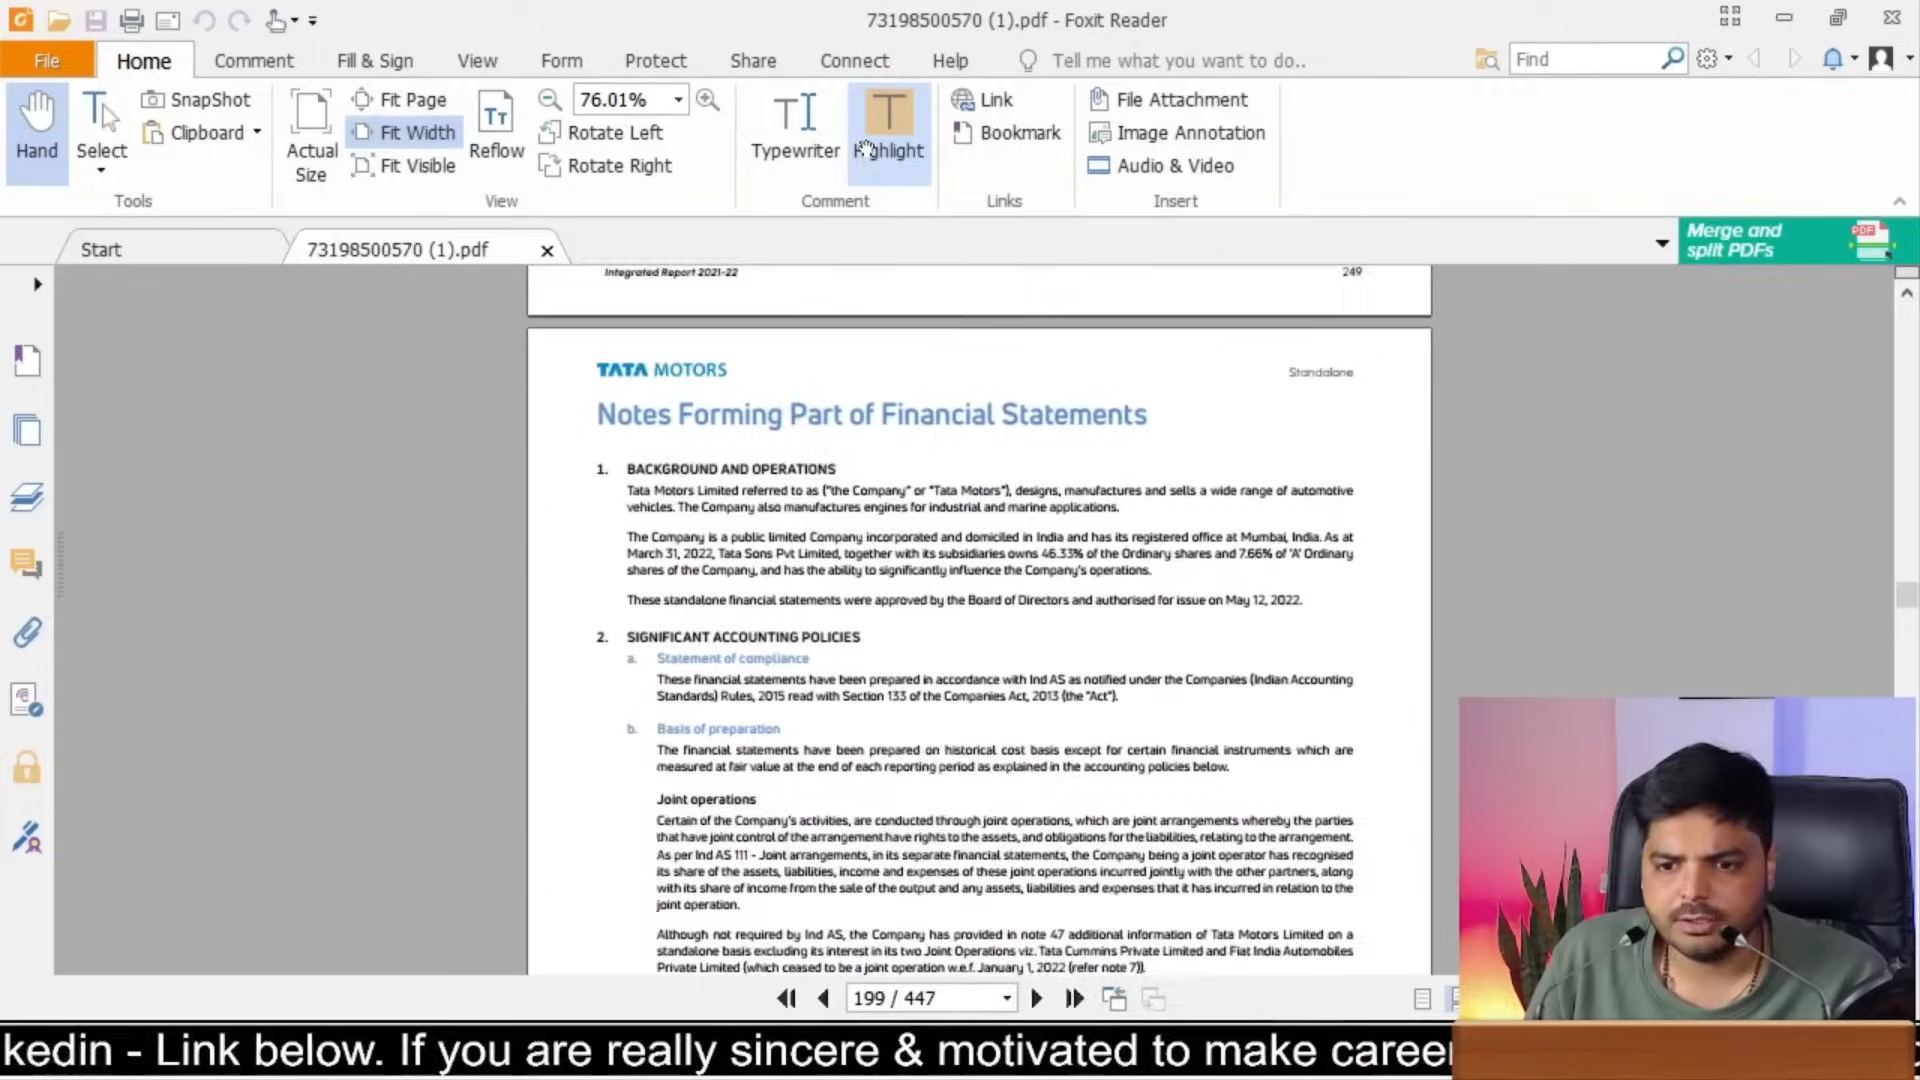 73198500570 (1).pdf - Foxit Reader
File Home Comment Fill & Sign View Form Protect Share Connect Help Tell me what you want to do.. Find
Hand
Select
SnapShot
Clipboard
Tools
Actual
Size
Fit Page
Fit Width
Fit Visible
Reflow
76.01%
Rotate Left
Rotate Right
View
Typewriter
Highlight
Comment
Link
Bookmark
Links
File Attachment
Image Annotation
Audio & Video
Insert
Start 73198500570 (1).pdf
Merge and
split PDFs
PDF
Integrated Report 2021-22 249
TATA MOTORS Standalone
Notes Forming Part of Financial Statements
1. BACKGROUND AND OPERATIONS
Tata Motors Limited referred to as ("the Company" or "Tata Motors"), designs, manufactures and sells a wide range of automotive
vehicles. The Company also manufactures engines for industrial and marine applications.
The Company is a public limited Company incorporated and domiciled in India and has its registered office at Mumbai, India. As at
March 31, 2022, Tata Sons Pvt Limited, together with its subsidiaries owns 46.33% of the Ordinary shares and 7.66% of 'A' Ordinary
shares of the Company, and has the ability to significantly influence the Company's operations.
These standalone financial statements were approved by the Board of Directors and authorised for issue on May 12, 2022.
2. SIGNIFICANT ACCOUNTING POLICIES
a. Statement of compliance
These financial statements have been prepared in accordance with Ind AS as notified under the Companies (Indian Accounting
Standards) Rules, 2015 read with Section 133 of the Companies Act, 2013 (the "Act").
b. Basis of preparation
The financial statements have been prepared on historical cost basis except for certain financial instruments which are
measured at fair value at the end of each reporting period as explained in the accounting policies below.
Joint operations
Certain of the Company's activities, are conducted through joint operations, which are joint arrangements whereby the parties
that have joint control of the arrangement have rights to the assets, and obligations for the liabilities, relating to the arrangement.
As per Ind AS 111 - Joint arrangements, in its separate financial statements, the Company being a joint operator has recognised
its share of the assets, liabilities, income and expenses of these joint operations incurred jointly with the other partners, along
with its share of income from the sale of the output and any assets, liabilities and expenses that it has incurred in relation to the
joint operation.
Although not required by Ind AS, the Company has provided in note 47 additional information of Tata Motors Limited on a
standalone basis excluding its interest in its two Joint Operations viz. Tata Cummins Private Limited and Fiat India Automobiles
Private Limited (which ceased to be a joint operation w.e.f. January 1, 2022 (refer note 7)).
199 / 447
kedin - Link below. If you are really sincere & motivated to make career